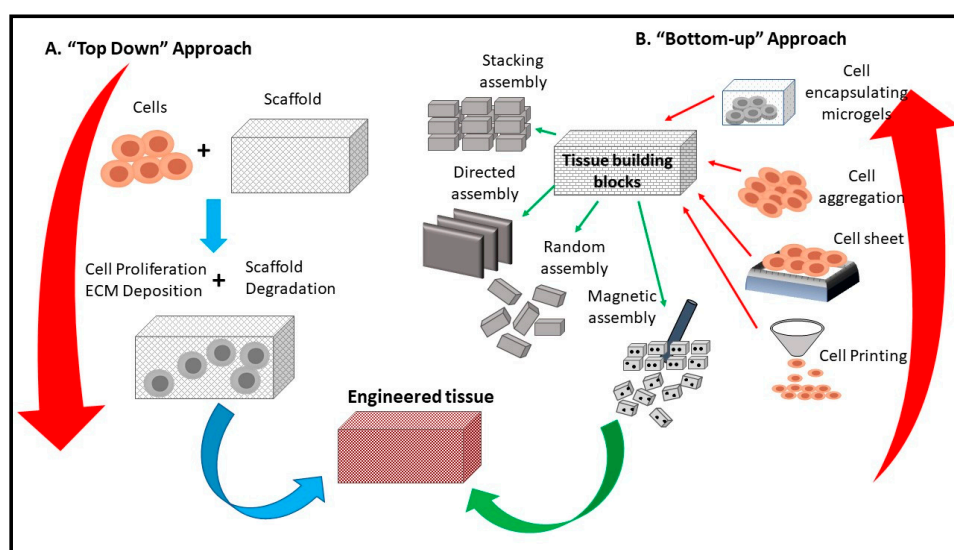 A. “Top Down” Approach
Cells
Scaffold
+
Cell Proliferation
ECM Deposition
+
Scaffold
Degradation
B. “Bottom-up” Approach
Stacking
assembly
Directed
assembly
Random
assembly
Magnetic
assembly
Tissue building
blocks
Cell
encapsulating
microgels
Cell
aggregation
Cell sheet
Cell Printing
Engineered tissue